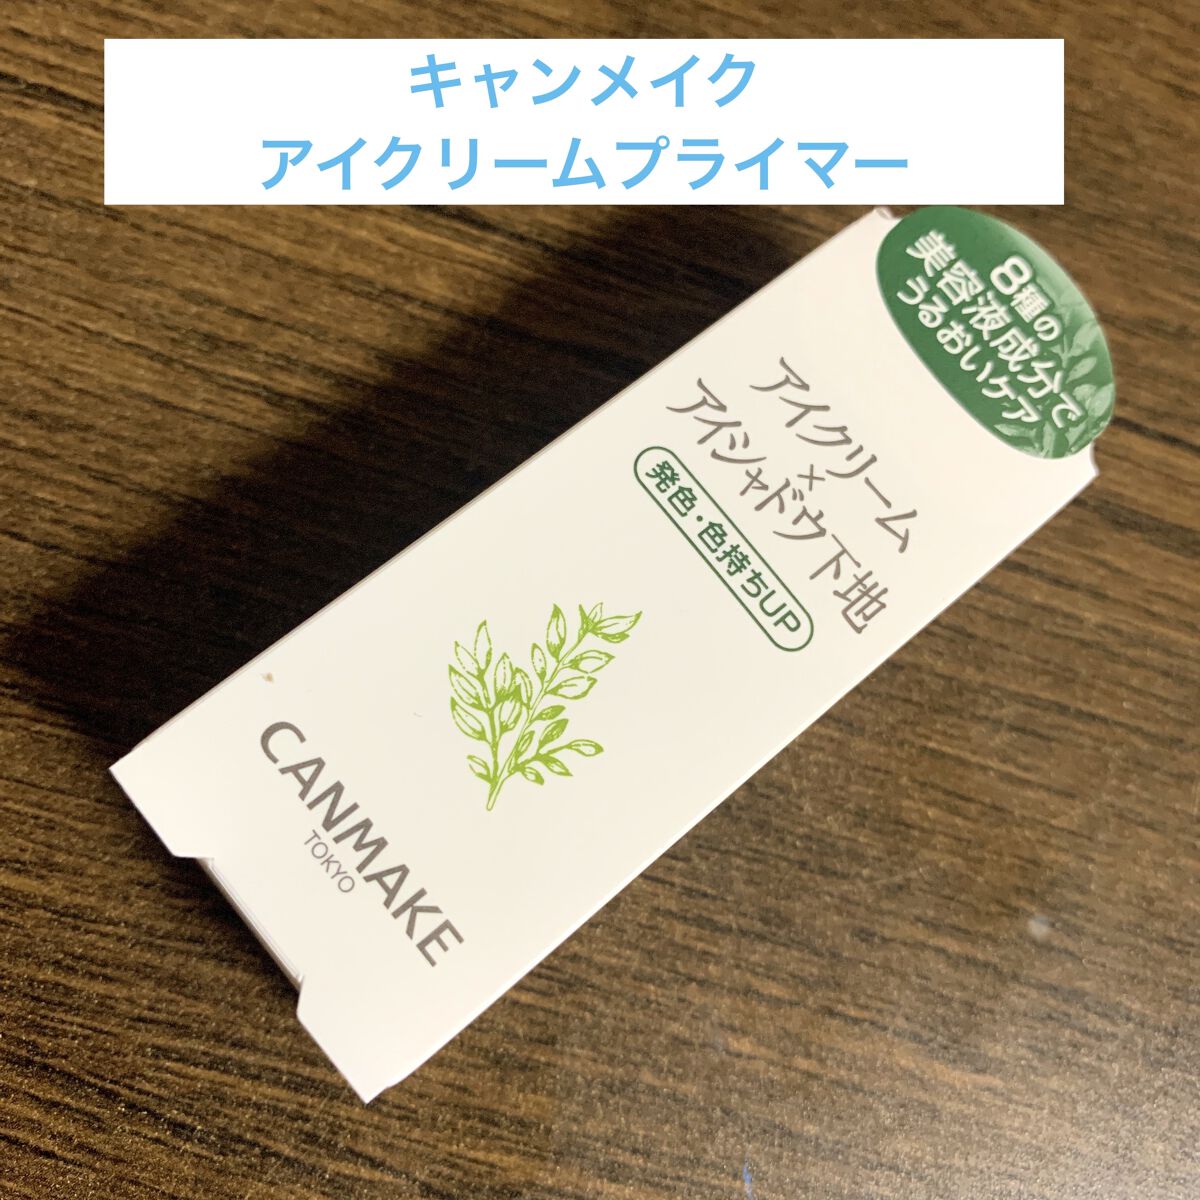 キャンメイク
アイクリームプライマー
8種の
美容液成分で
うるおいケア
アイクリーム
×
アイシャドウ下地
発色・色持ちUP
CANMAKE
TOKYO